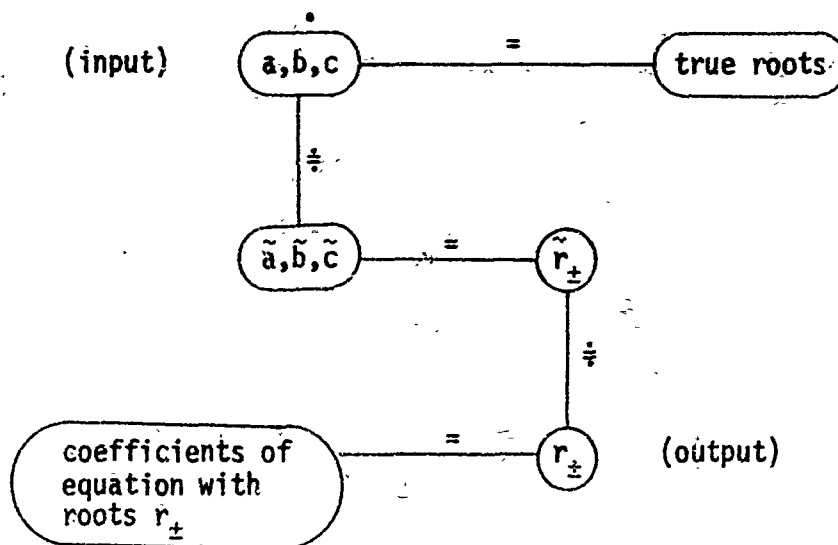 (input)
a,b,c
=
true roots
≑
ã,b̃,c̃
=
r̃±
≑
coefficients of
equation with
roots r±
=
r±
(output)